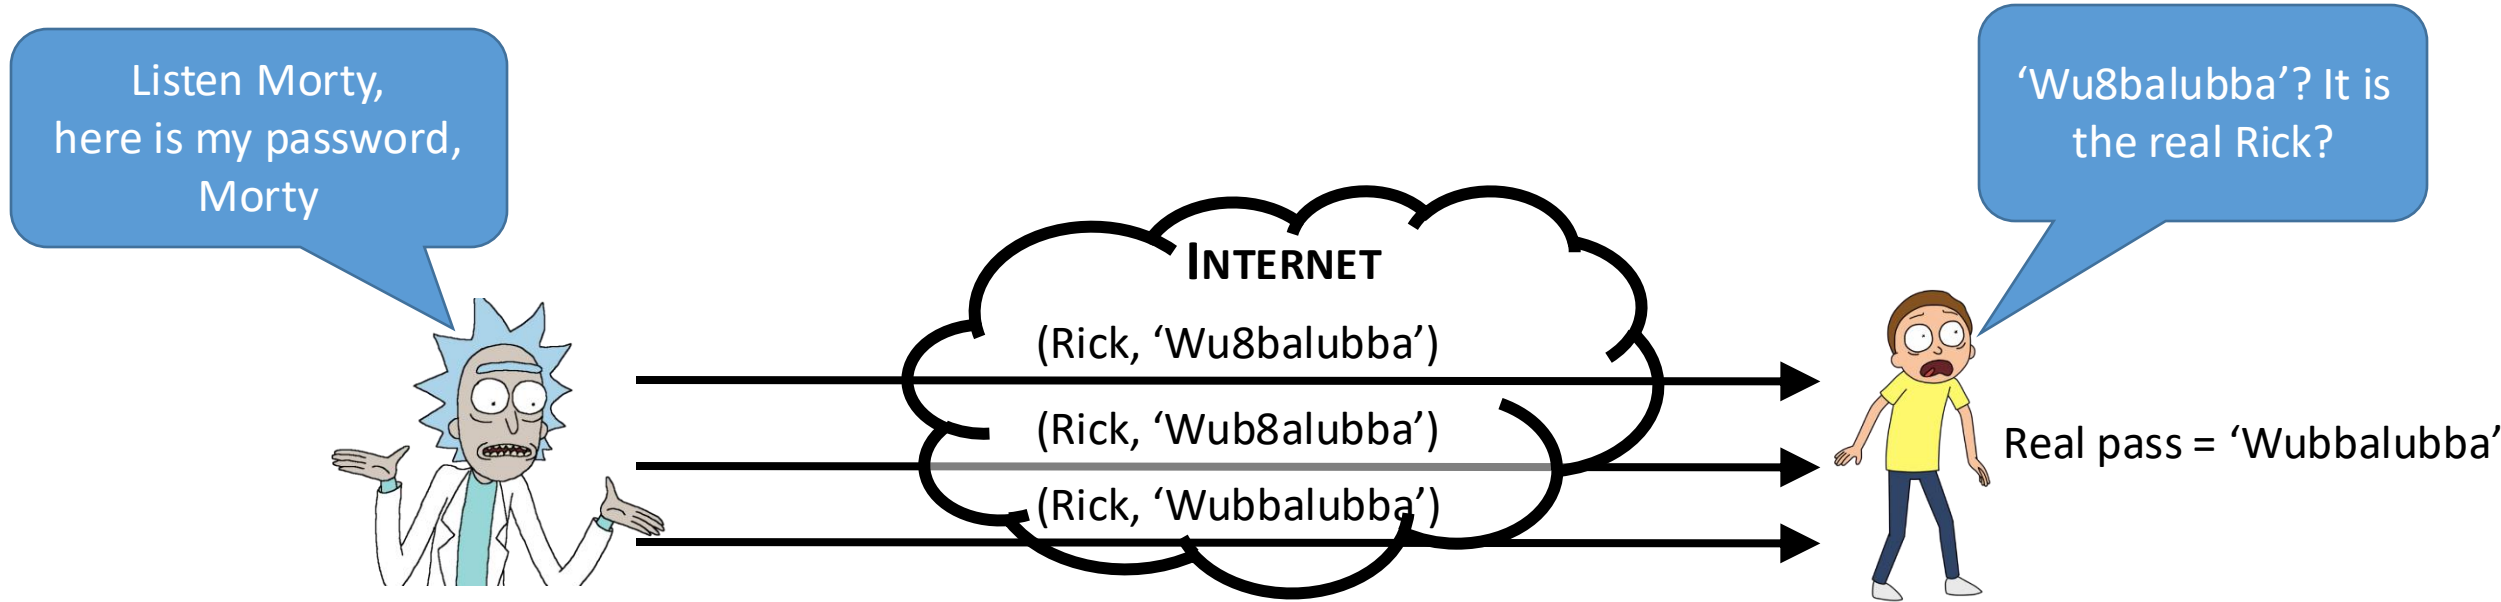 Listen Morty,
here is my password,
Morty
‘Wu8balubba’? It is
the real Rick?
INTERNET
(Rick, ‘Wu8balubba’)
(Rick, ‘Wub8alubba’)
(Rick, ‘Wubbalubba’)
Real pass = ‘Wubbalubba’